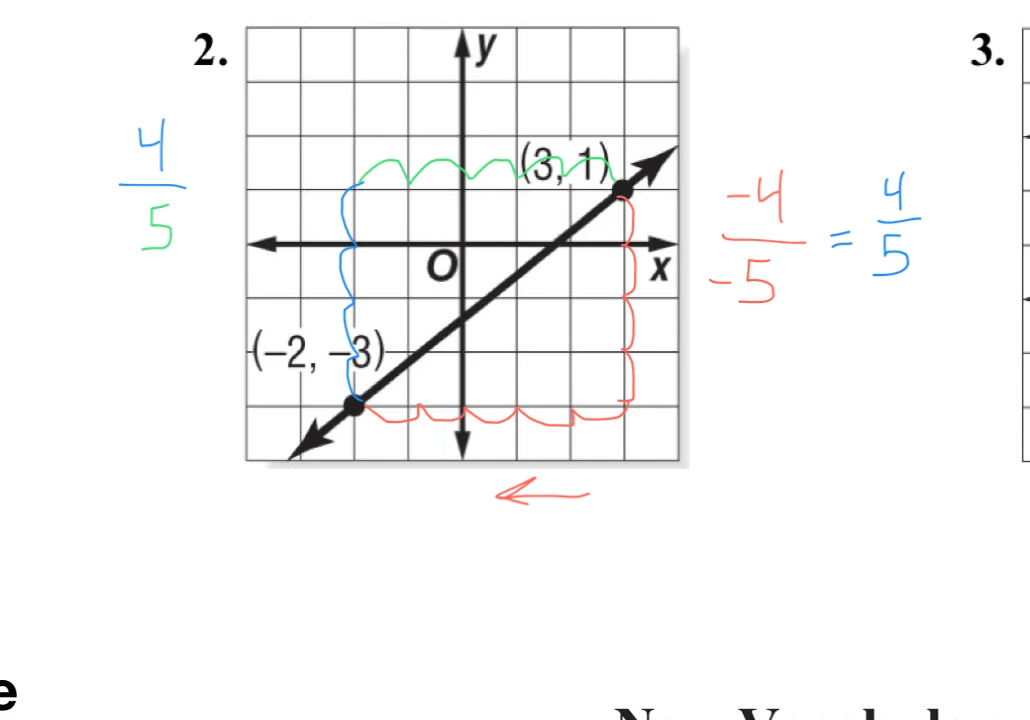 2.
y
3.
4
5
(3, 1)
-4
-5
=
4
5
O
x
(–2, –3)
e